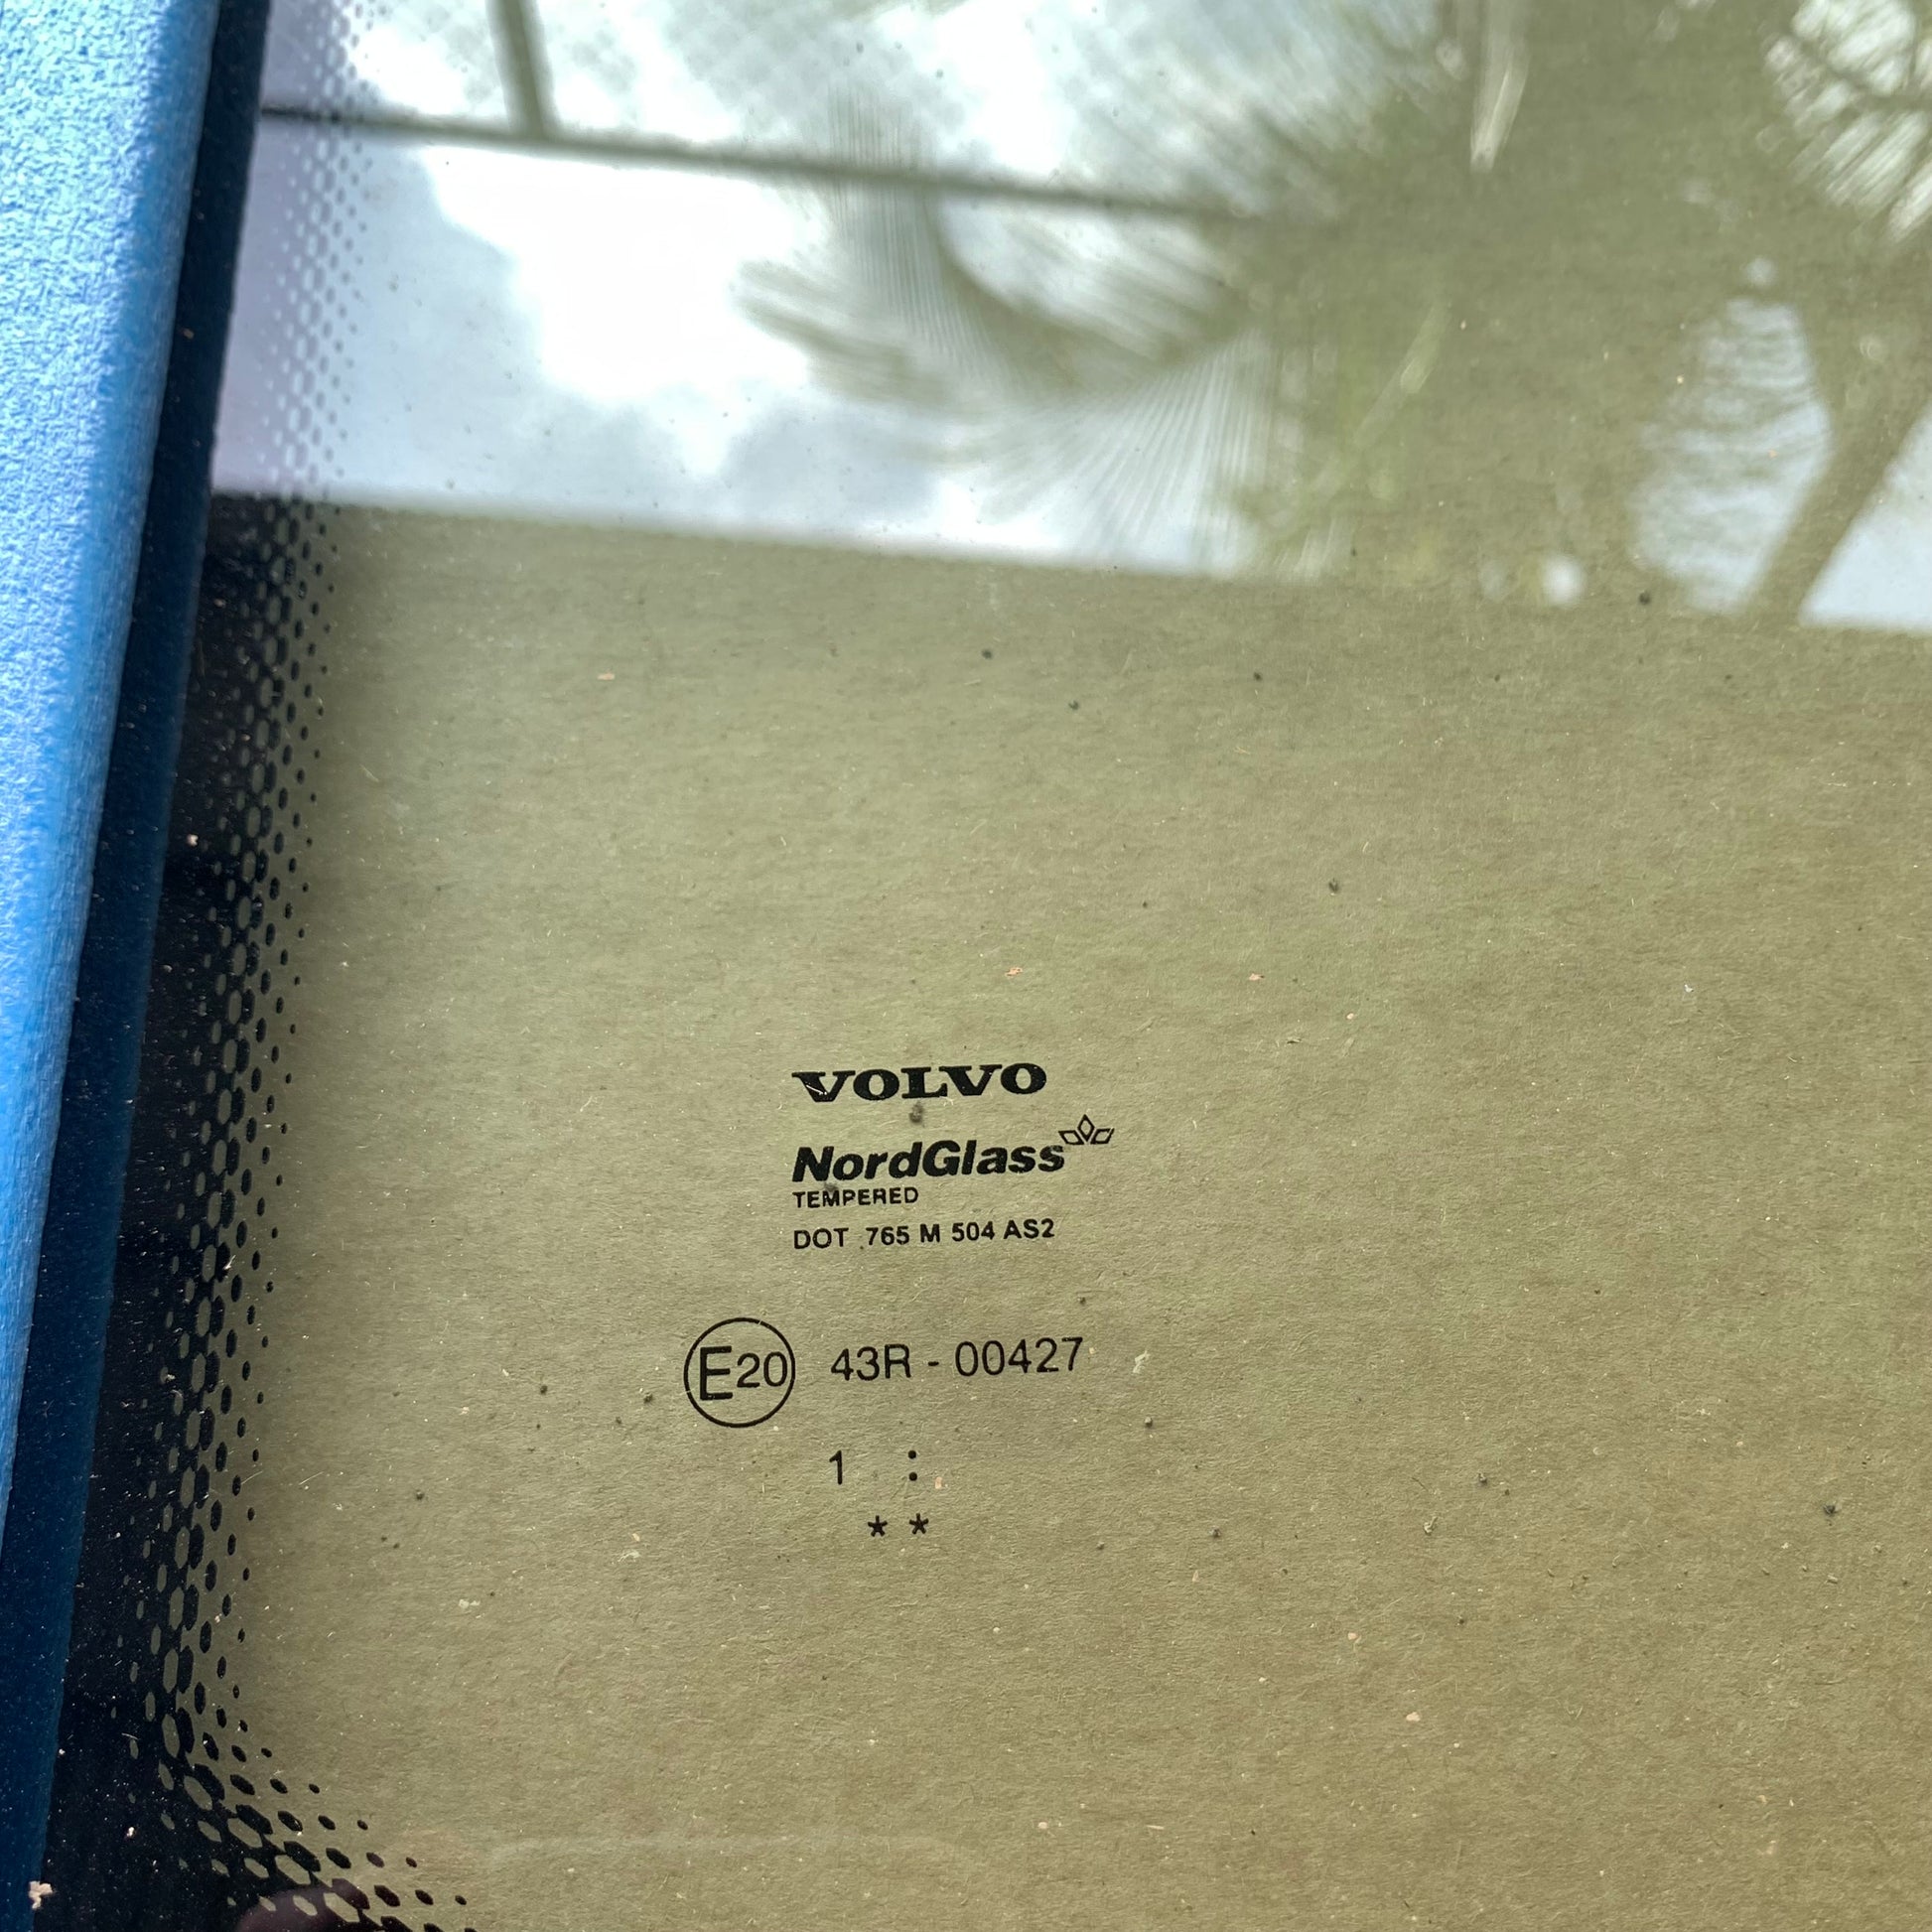 VOLVO
NordGlass
TEMPERED
DOT 765 M 504 AS2
E20 43R - 00427
1 :
* *